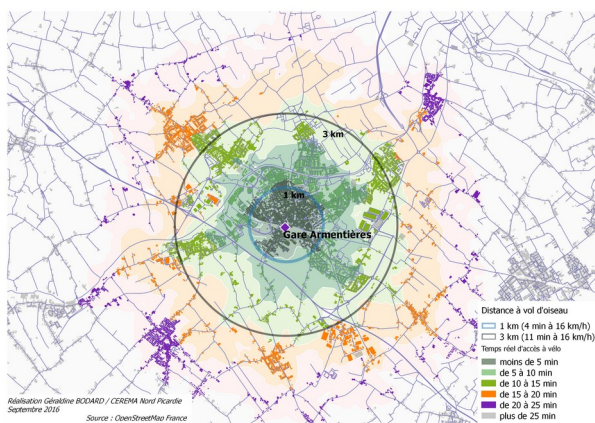 3 km
1 km
Gare Armentières
Distance à vol d'oiseau
1 km (4 min à 16 km/h)
3 km (11 min à 16 km/h)
Temps réel d'accès à vélo
moins de 5 min
de 5 à 10 min
de 10 à 15 min
de 15 à 20 min
de 20 à 25 min
plus de 25 min
Réalisation Géraldine BODARD / CEREMA Nord Picardie
Septembre 2016
Source : OpenStreetMap France